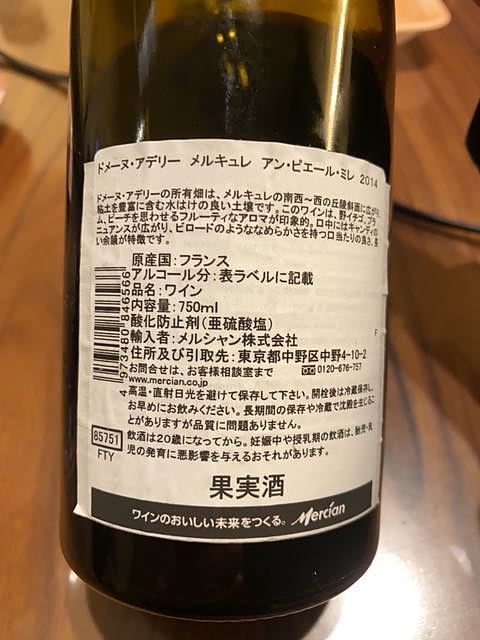 ドメーヌ・アデリー メルキュレ アン・ピエール・ミレ 2014
ドメーヌ・アデリーの所有畑は、メルキュレの南西〜西の丘陵斜面に広がり、
粘土を豊富に含む水はけの良い土壌です。このワインは、野イチゴ、プラ
ム、ピーチを思わせるフルーティなアロマが印象的。口中にはキャンディの
ニュアンスが広がり、ビロードのようななめらかさを持つ口当たりの良さ、長
い余韻が特徴です。
原産国:フランス
アルコール分:表ラベルに記載
品名:ワイン
内容量:750ml
酸化防止剤(亜硫酸塩)
輸入者:メルシャン株式会社
住所及び引取先:東京都中野区中野4-10-2
お問合せは、お客様相談室まで 0120-676-757
www.mercian.co.jp
高温・直射日光を避けて保存して下さい。開栓後は冷蔵保存し、
お早めにお飲みください。長期間の保存や冷蔵で沈殿を生じるこ
とがありますが品質に問題ありません。
飲酒は20歳になってから。妊娠中や授乳期の飲酒は、胎児・乳
児の発育に悪影響を与えるおそれがあります。
4 973480 846566
F
85751
FTY
果実酒
ワインのおいしい未来をつくる。 Mercian